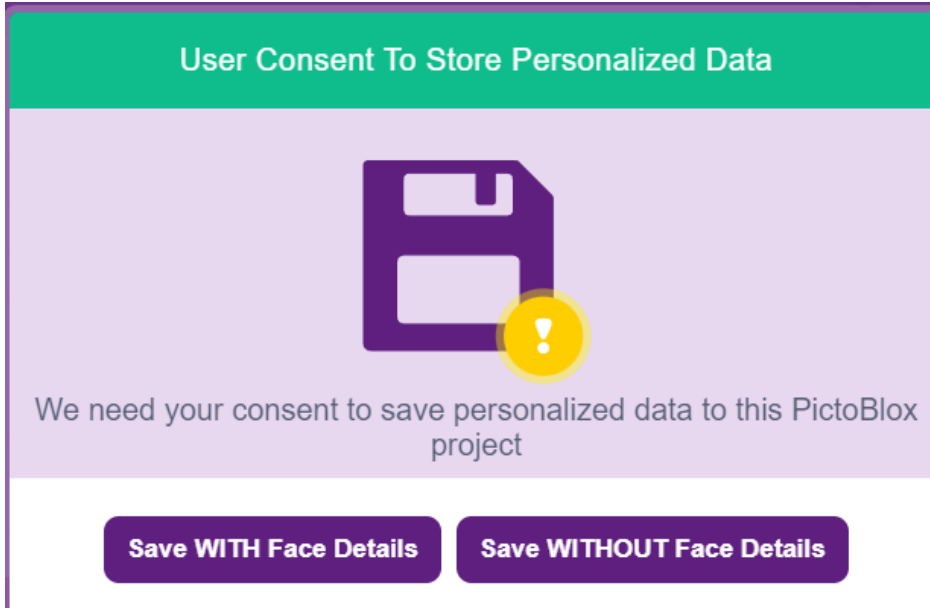 User Consent To Store Personalized Data
We need your consent to save personalized data to this PictoBlox
project
Save WITH Face Details
Save WITHOUT Face Details